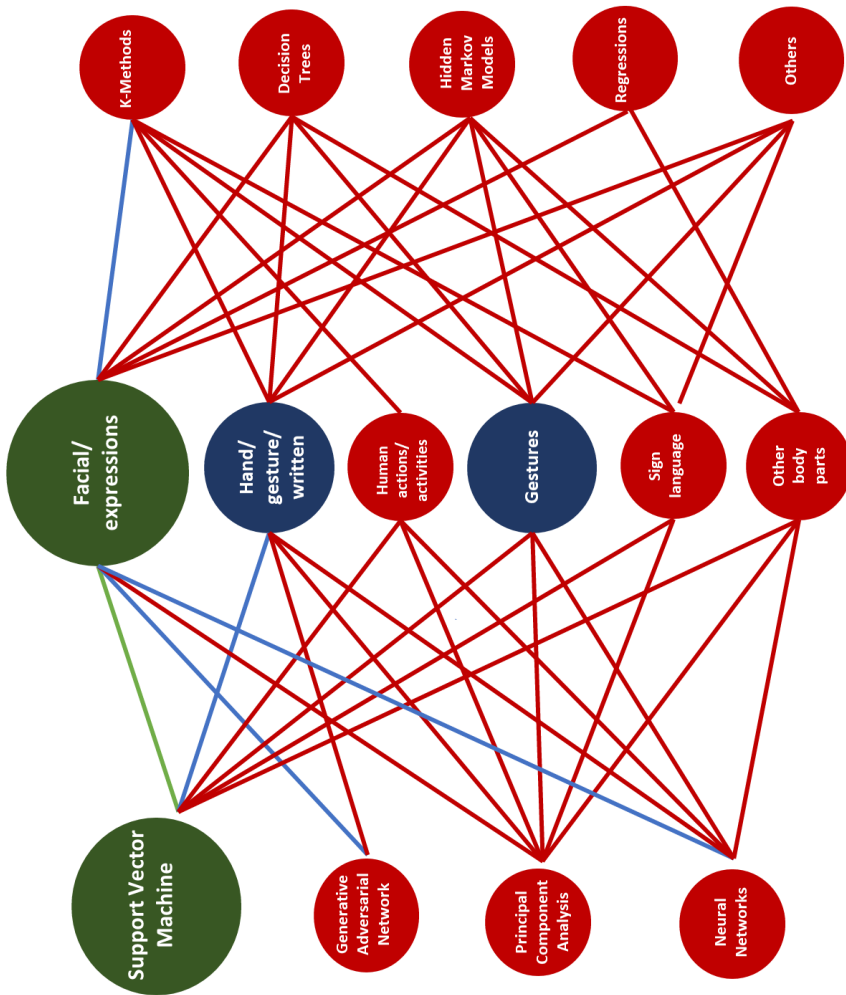 Support Vector
Machine
Generative
Adversarial
Network
Principal
Component
Analysis
Neural
Networks
Facial/
expressions
Hand/
gesture/
written
Human
actions/
activities
Gestures
Sign
language
Other
body
parts
K-Methods
Decision
Trees
Hidden
Markov
Models
Regressions
Others